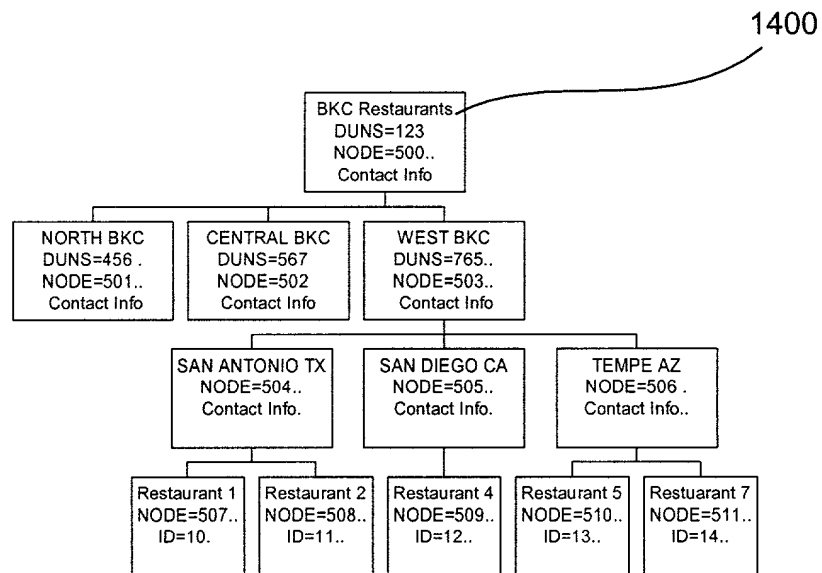 1400
BKC Restaurants
DUNS=123
NODE=500..
Contact Info
NORTH BKC
DUNS=456 .
NODE=501..
Contact Info
CENTRAL BKC
DUNS=567
NODE=502
Contact Info
WEST BKC
DUNS=765..
NODE=503..
Contact Info
SAN ANTONIO TX
NODE=504..
Contact Info.
SAN DIEGO CA
NODE=505..
Contact Info.
TEMPE AZ
NODE=506 .
Contact Info..
Restaurant 1
NODE=507..
ID=10.
Restaurant 2
NODE=508..
ID=11..
Restaurant 4
NODE=509..
ID=12..
Restaurant 5
NODE=510..
ID=13..
Restuarant 7
NODE=511..
ID=14..